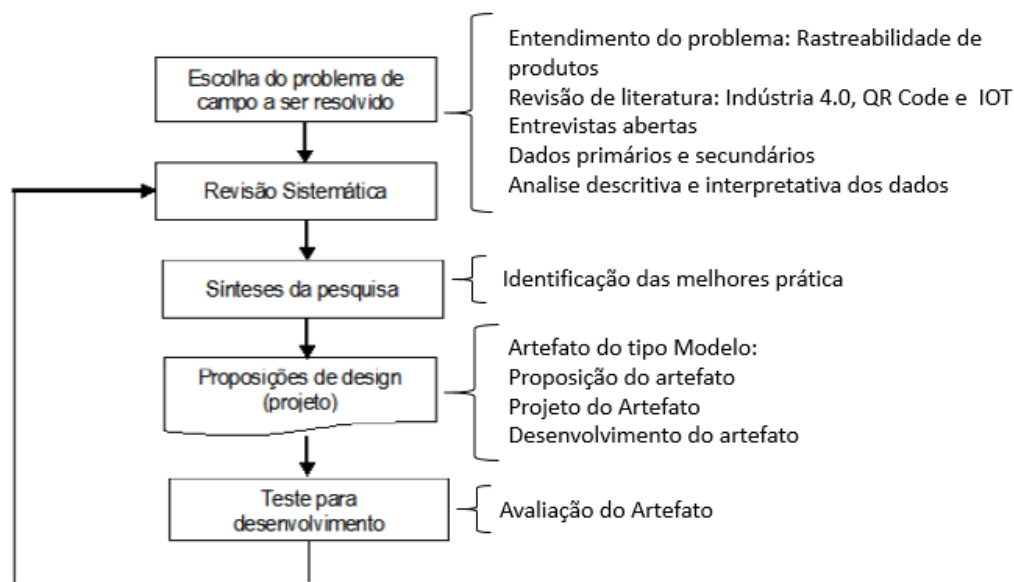 Escolha do problema de
campo a ser resolvido
Entendimento do problema: Rastreabilidade de
produtos
Revisão de literatura: Indústria 4.0, QR Code e IOT
Entrevistas abertas
Dados primários e secundários
Analise descritiva e interpretativa dos dados
Revisão Sistemática
Sínteses da pesquisa
Identificação das melhores prática
Proposições de design
(projeto)
Artefato do tipo Modelo:
Proposição do artefato
Projeto do Artefato
Desenvolvimento do artefato
Teste para
desenvolvimento
Avaliação do Artefato